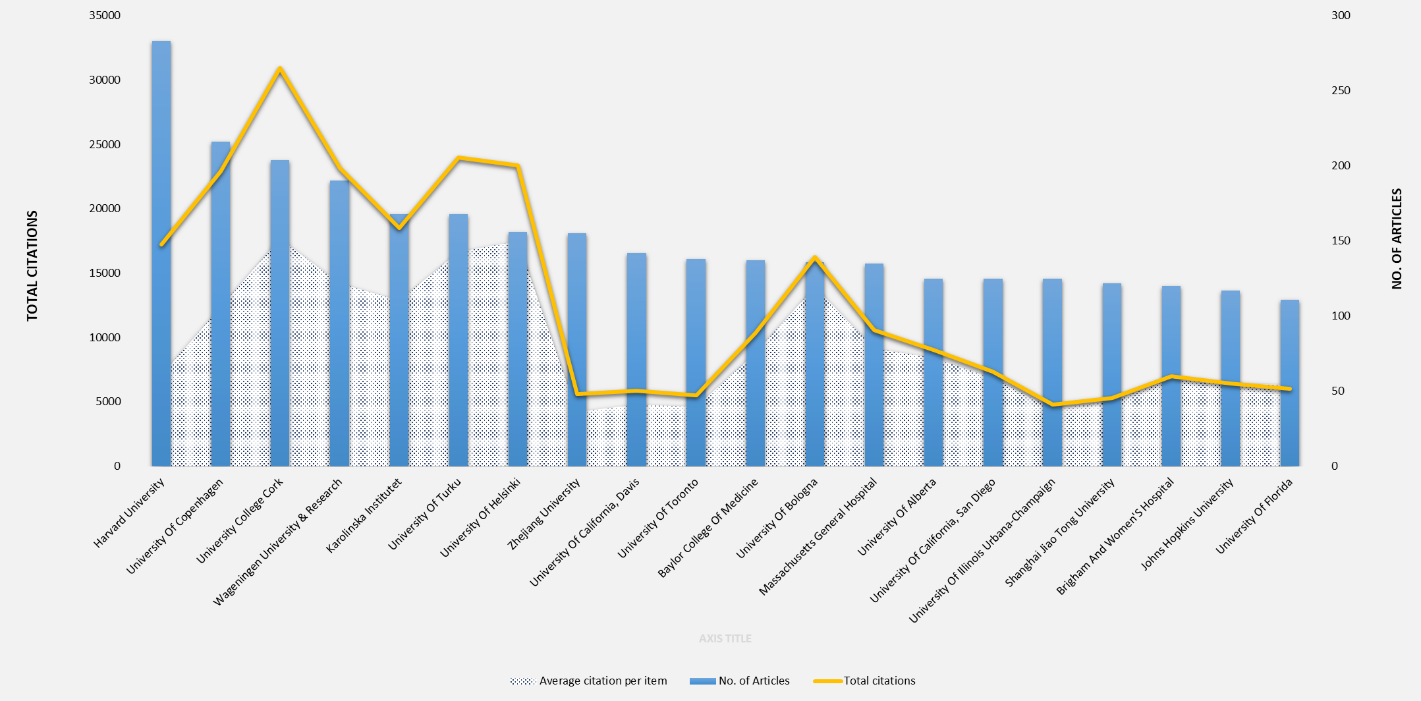 35000
30000
25000
20000
15000
10000
5000
0
TOTAL CITATIONS
300
250
200
150
100
50
0
NO. OF ARTICLES
Harvard University
University Of Copenhagen
University College Cork
Wageningen University & Research
Karolinska Institutet
University Of Turku
University Of Helsinki
Zhejiang University
University Of California, Davis
University Of Toronto
Baylor College Of Medicine
University Of Bologna
Massachusetts General Hospital
University Of Alberta
University Of California, San Diego
University Of Illinois Urbana-Champaign
Shanghai Jiao Tong University
Brigham And Women'S Hospital
Johns Hopkins University
University Of Florida
AXIS TITLE
Average citation per item No. of Articles Total citations